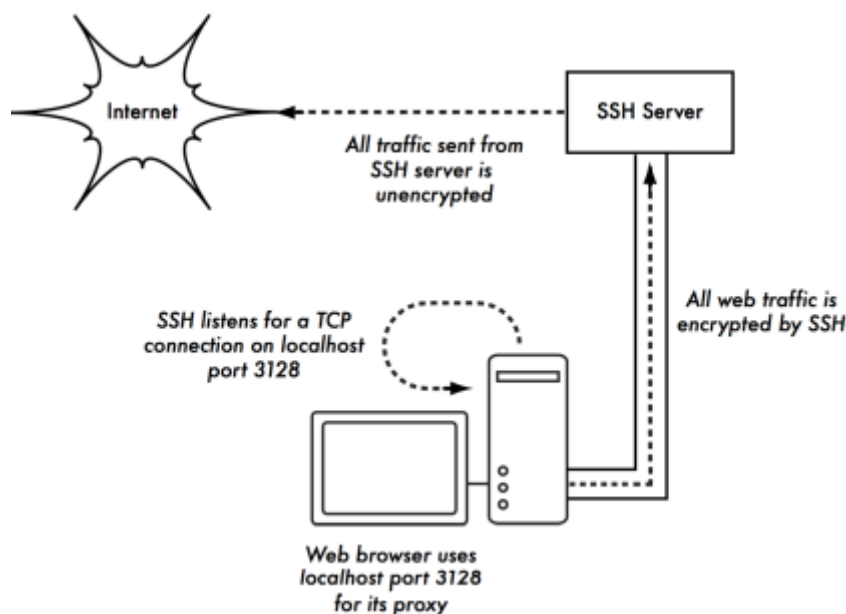 Internet
SSH Server
All traffic sent from
SSH server is
unencrypted
All web traffic is
encrypted by SSH
SSH listens for a TCP
connection on localhost
port 3128
Web browser uses
localhost port 3128
for its proxy